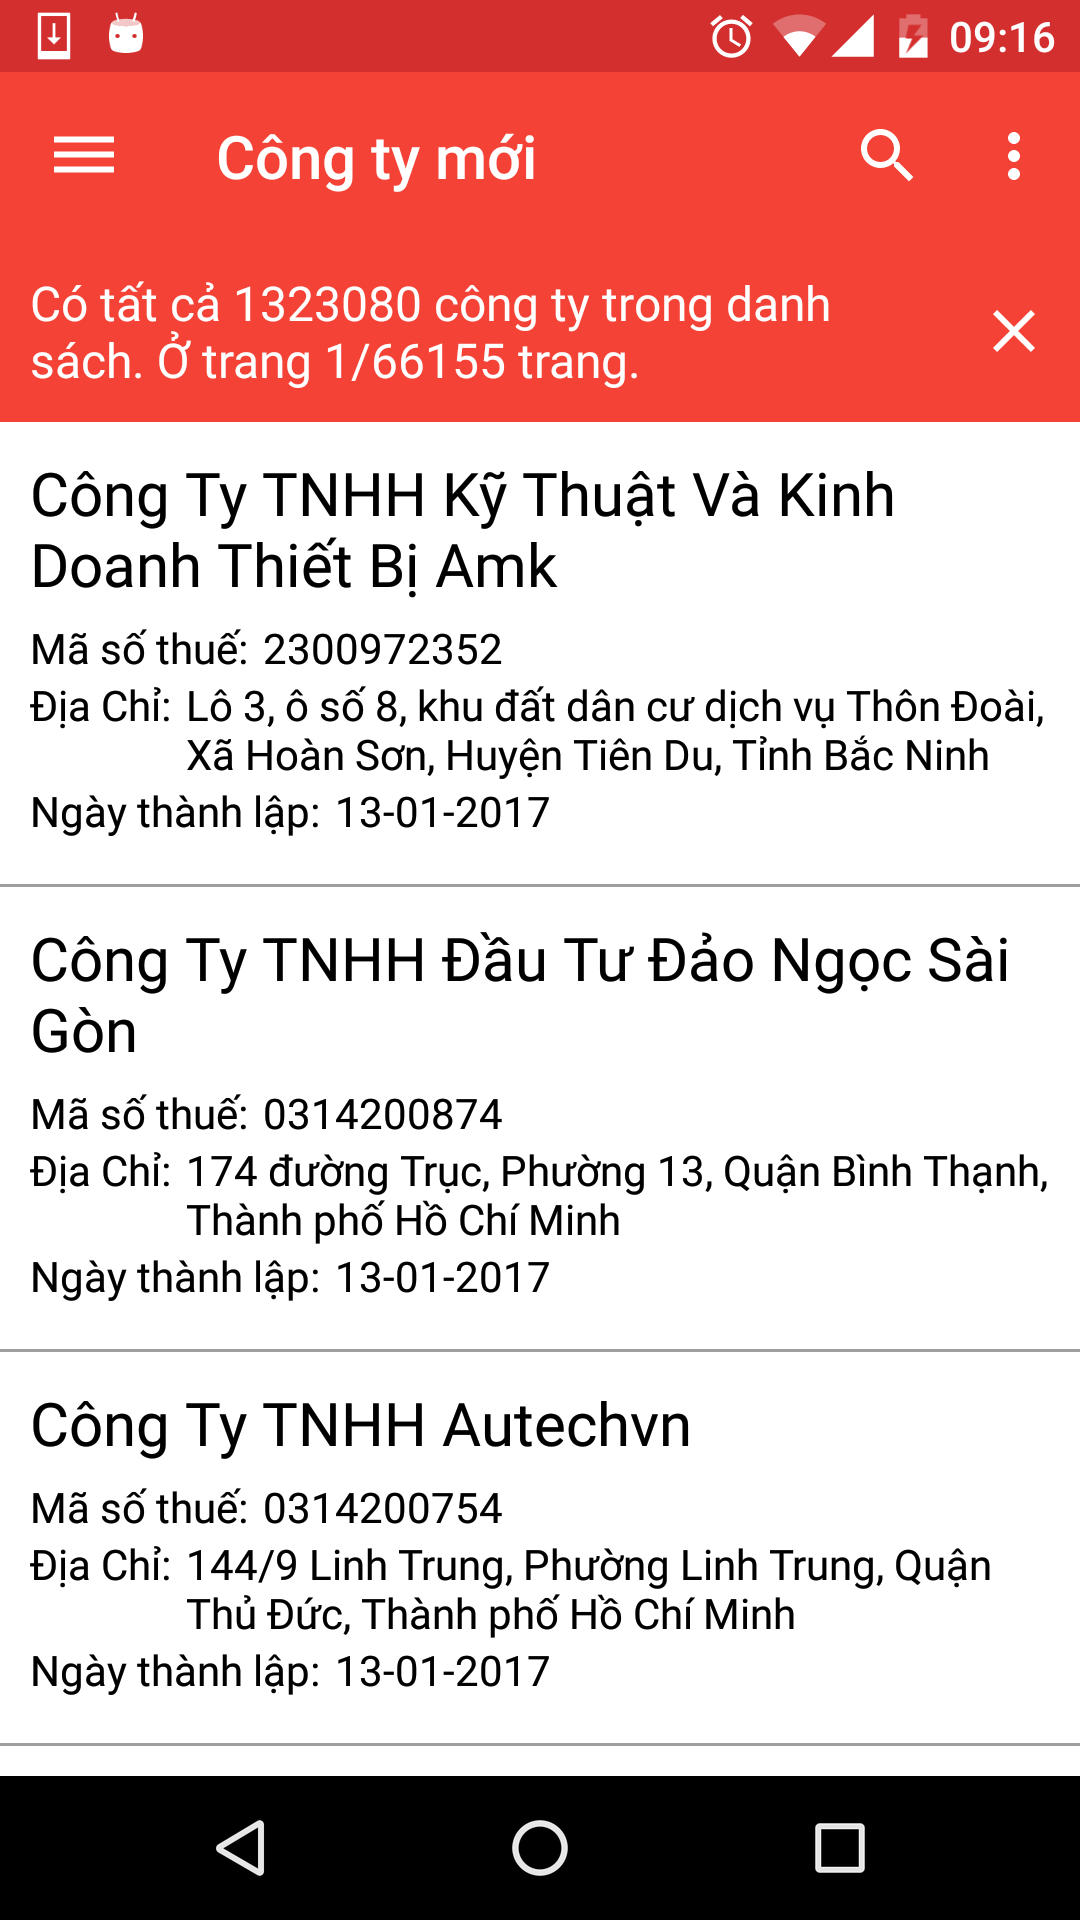 09:16
Công ty mới
Có tất cả 1323080 công ty trong danh
sách. Ở trang 1/66155 trang.
Công Ty TNHH Kỹ Thuật Và Kinh
Doanh Thiết Bị Amk
Mã số thuế: 2300972352
Địa Chỉ: Lô 3, ô số 8, khu đất dân cư dịch vụ Thôn Đoài,
Xã Hoàn Sơn, Huyện Tiên Du, Tỉnh Bắc Ninh
Ngày thành lập: 13-01-2017
Công Ty TNHH Đầu Tư Đảo Ngọc Sài
Gòn
Mã số thuế: 0314200874
Địa Chỉ: 174 đường Trục, Phường 13, Quận Bình Thạnh,
Thành phố Hồ Chí Minh
Ngày thành lập: 13-01-2017
Công Ty TNHH Autechvn
Mã số thuế: 0314200754
Địa Chỉ: 144/9 Linh Trung, Phường Linh Trung, Quận
Thủ Đức, Thành phố Hồ Chí Minh
Ngày thành lập: 13-01-2017